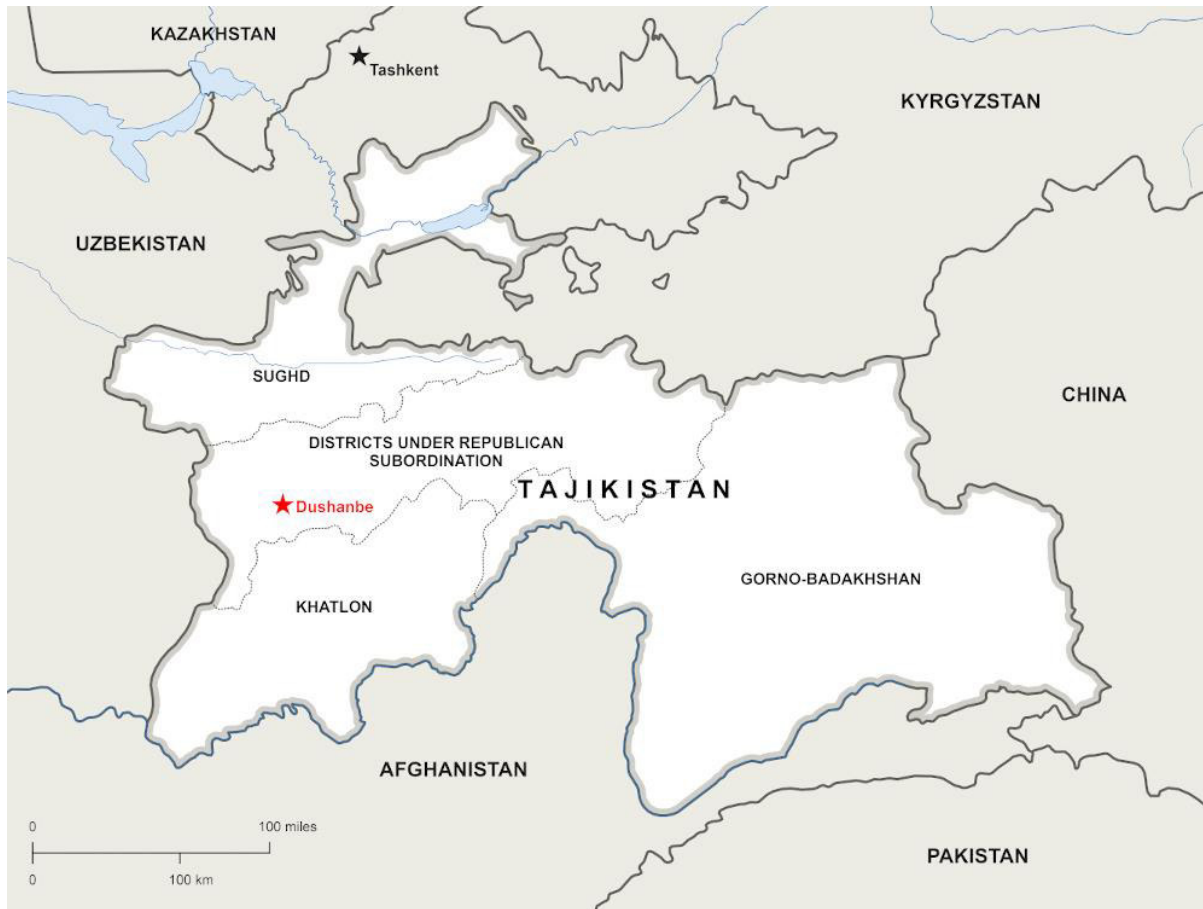 KAZAKHSTAN
Tashkent
KYRGYZSTAN
UZBEKISTAN
SUGHD
CHINA
DISTRICTS UNDER REPUBLICAN
SUBORDINATION
TAJIKISTAN
Dushanbe
GORNO-BADAKHSHAN
KHATLON
AFGHANISTAN
0 100 miles
0 100 km
PAKISTAN